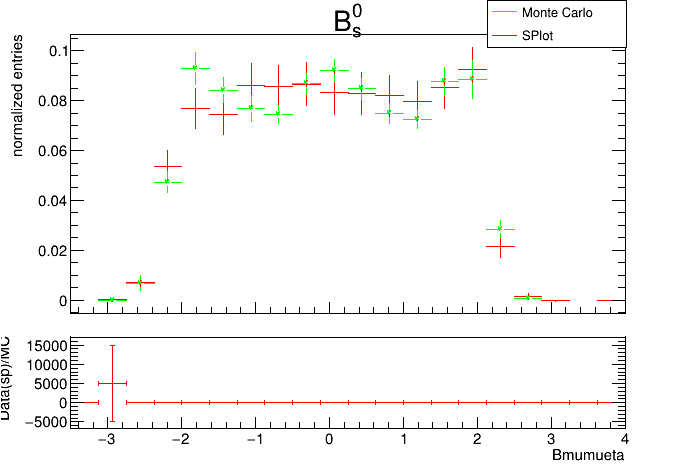 B⁰ₛ
Monte Carlo
SPlot
normalized entries
0.1
0.08
0.06
0.04
0.02
0
Data(sp)/MC
15000
10000
5000
0
−5000
−3 −2 −1 0 1 2 3 4
Bmumueta